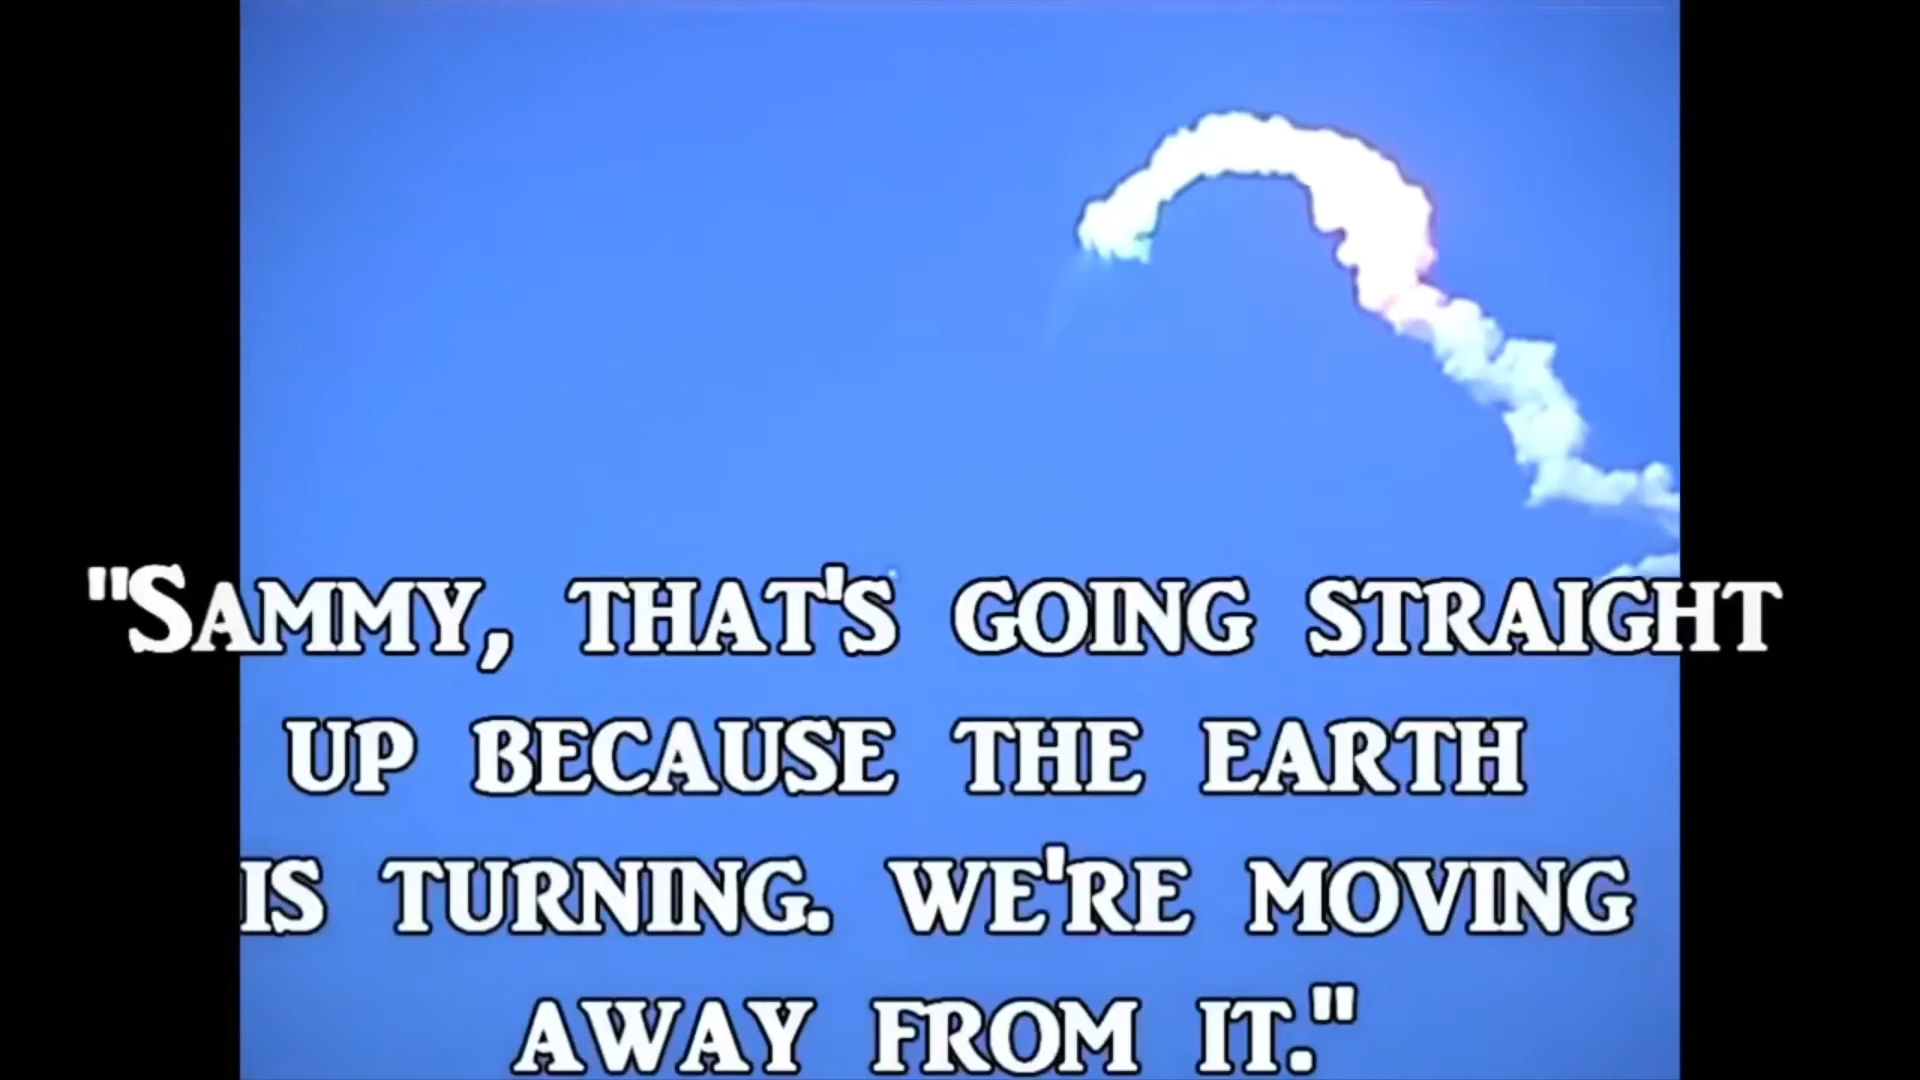 "Sammy, that's going straight
up because the earth
is turning. We're moving
away from it."